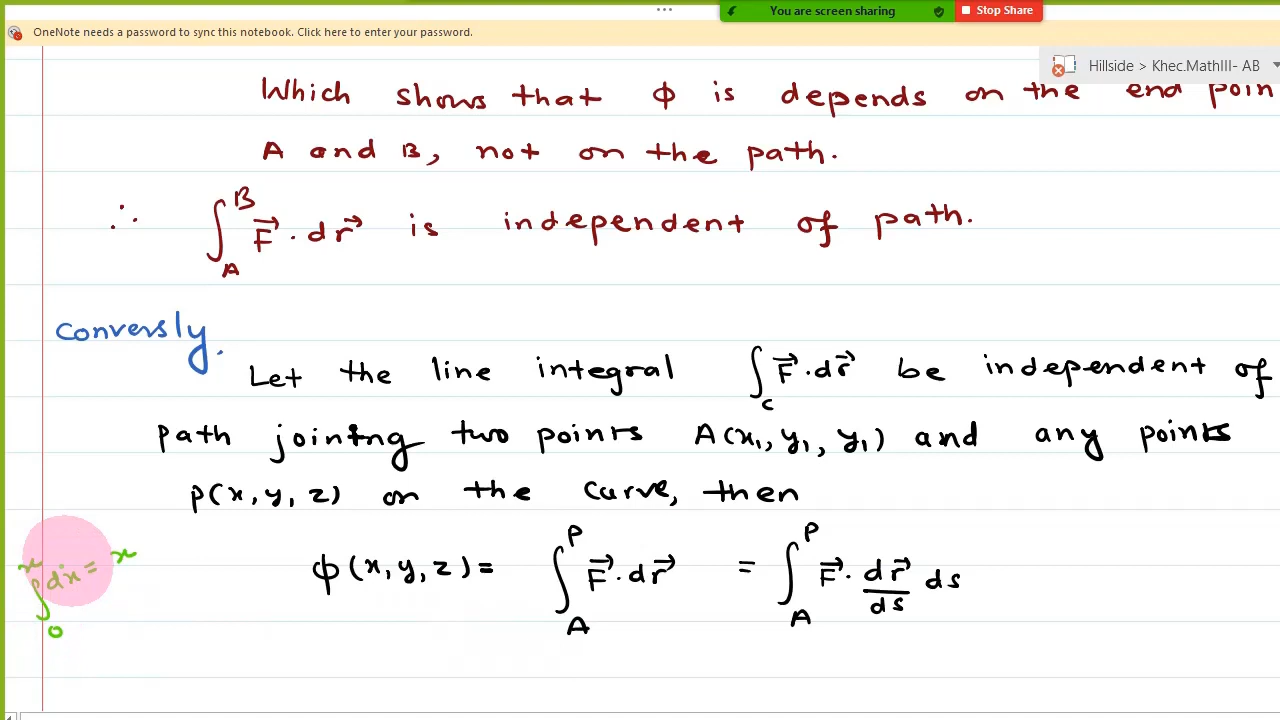 You are screen sharing
Stop Share
OneNote needs a password to sync this notebook. Click here to enter your password.
Hillside > Khec.MathIII- AB
Which shows that φ is depends on the end poin
A and B, not on the path.
∴ ∫_A^B F⃗ · dr⃗ is independent of path.
Conversly,
Let the line integral ∫_c F⃗ · dr⃗ be independent of
path joining two points A(x₁, y₁, y₁) and any points
P(x, y, z) on the curve, then
φ(x, y, z) = ∫_A^P F⃗ · dr⃗ = ∫_A^P F⃗ · dr⃗/ds ds
∫_0^x dx = x